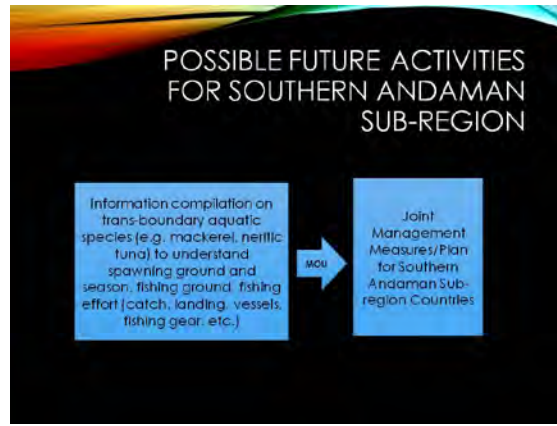 POSSIBLE FUTURE ACTIVITIES
FOR SOUTHERN ANDAMAN
SUB-REGION
Information compilation on
trans-boundary aquatic
species (e.g. mackerel, neritic
tuna) to understand
spawning ground and
season, fishing ground, fishing
effort (catch, landing, vessels,
fishing gear, etc.)
MOU
Joint
Management
Measures/Plan
for Southern
Andaman Sub-
region Countries